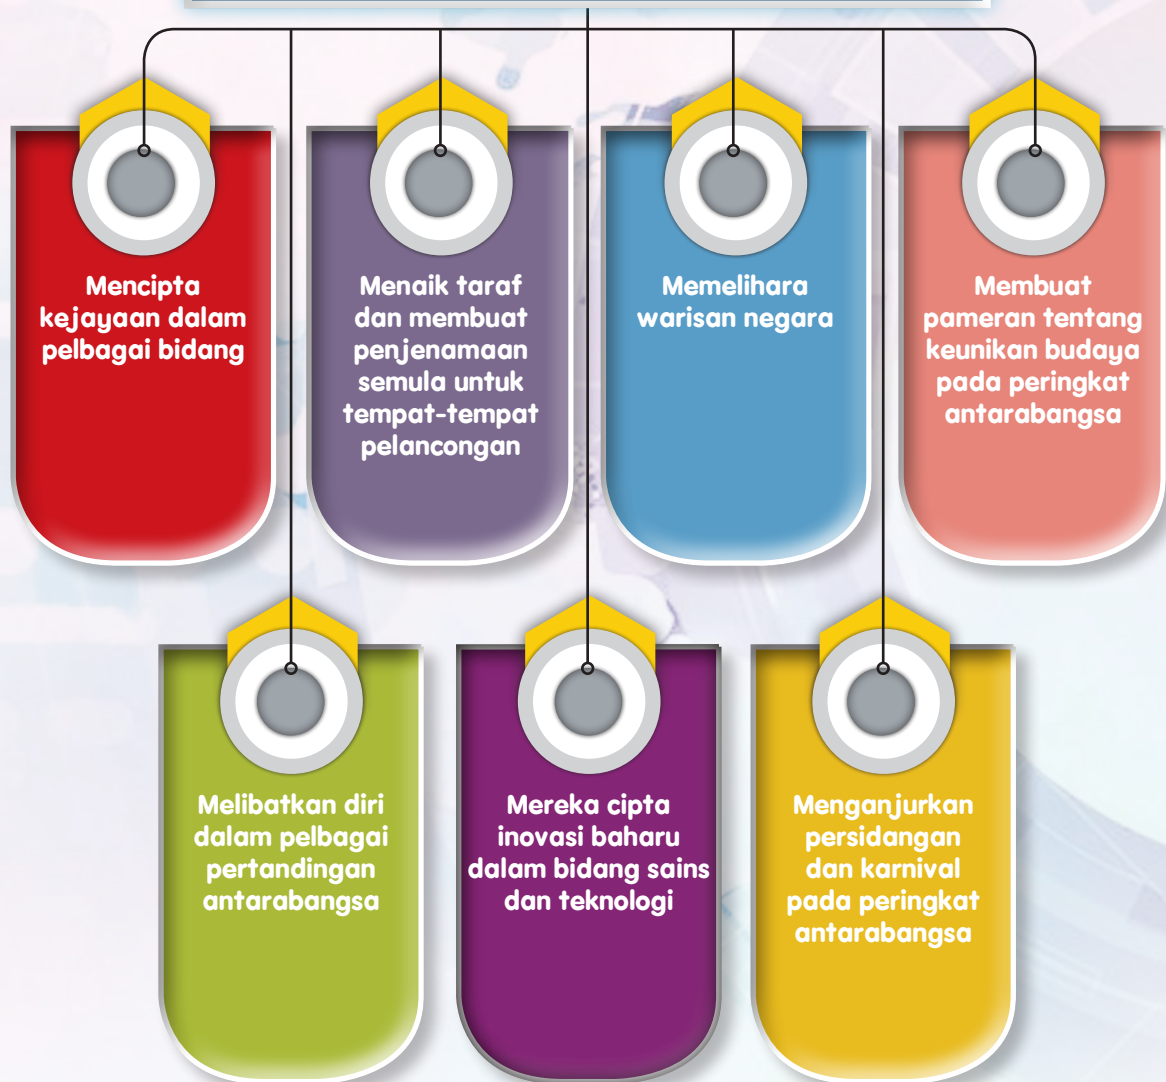 Mencipta
kejayaan dalam
pelbagai bidang
Menaik taraf
dan membuat
penjenamaan
semula untuk
tempat-tempat
pelancongan
Memelihara
warisan negara
Membuat
pameran tentang
keunikan budaya
pada peringkat
antarabangsa
Melibatkan diri
dalam pelbagai
pertandingan
antarabangsa
Mereka cipta
inovasi baharu
dalam bidang sains
dan teknologi
Menganjurkan
persidangan
dan karnival
pada peringkat
antarabangsa